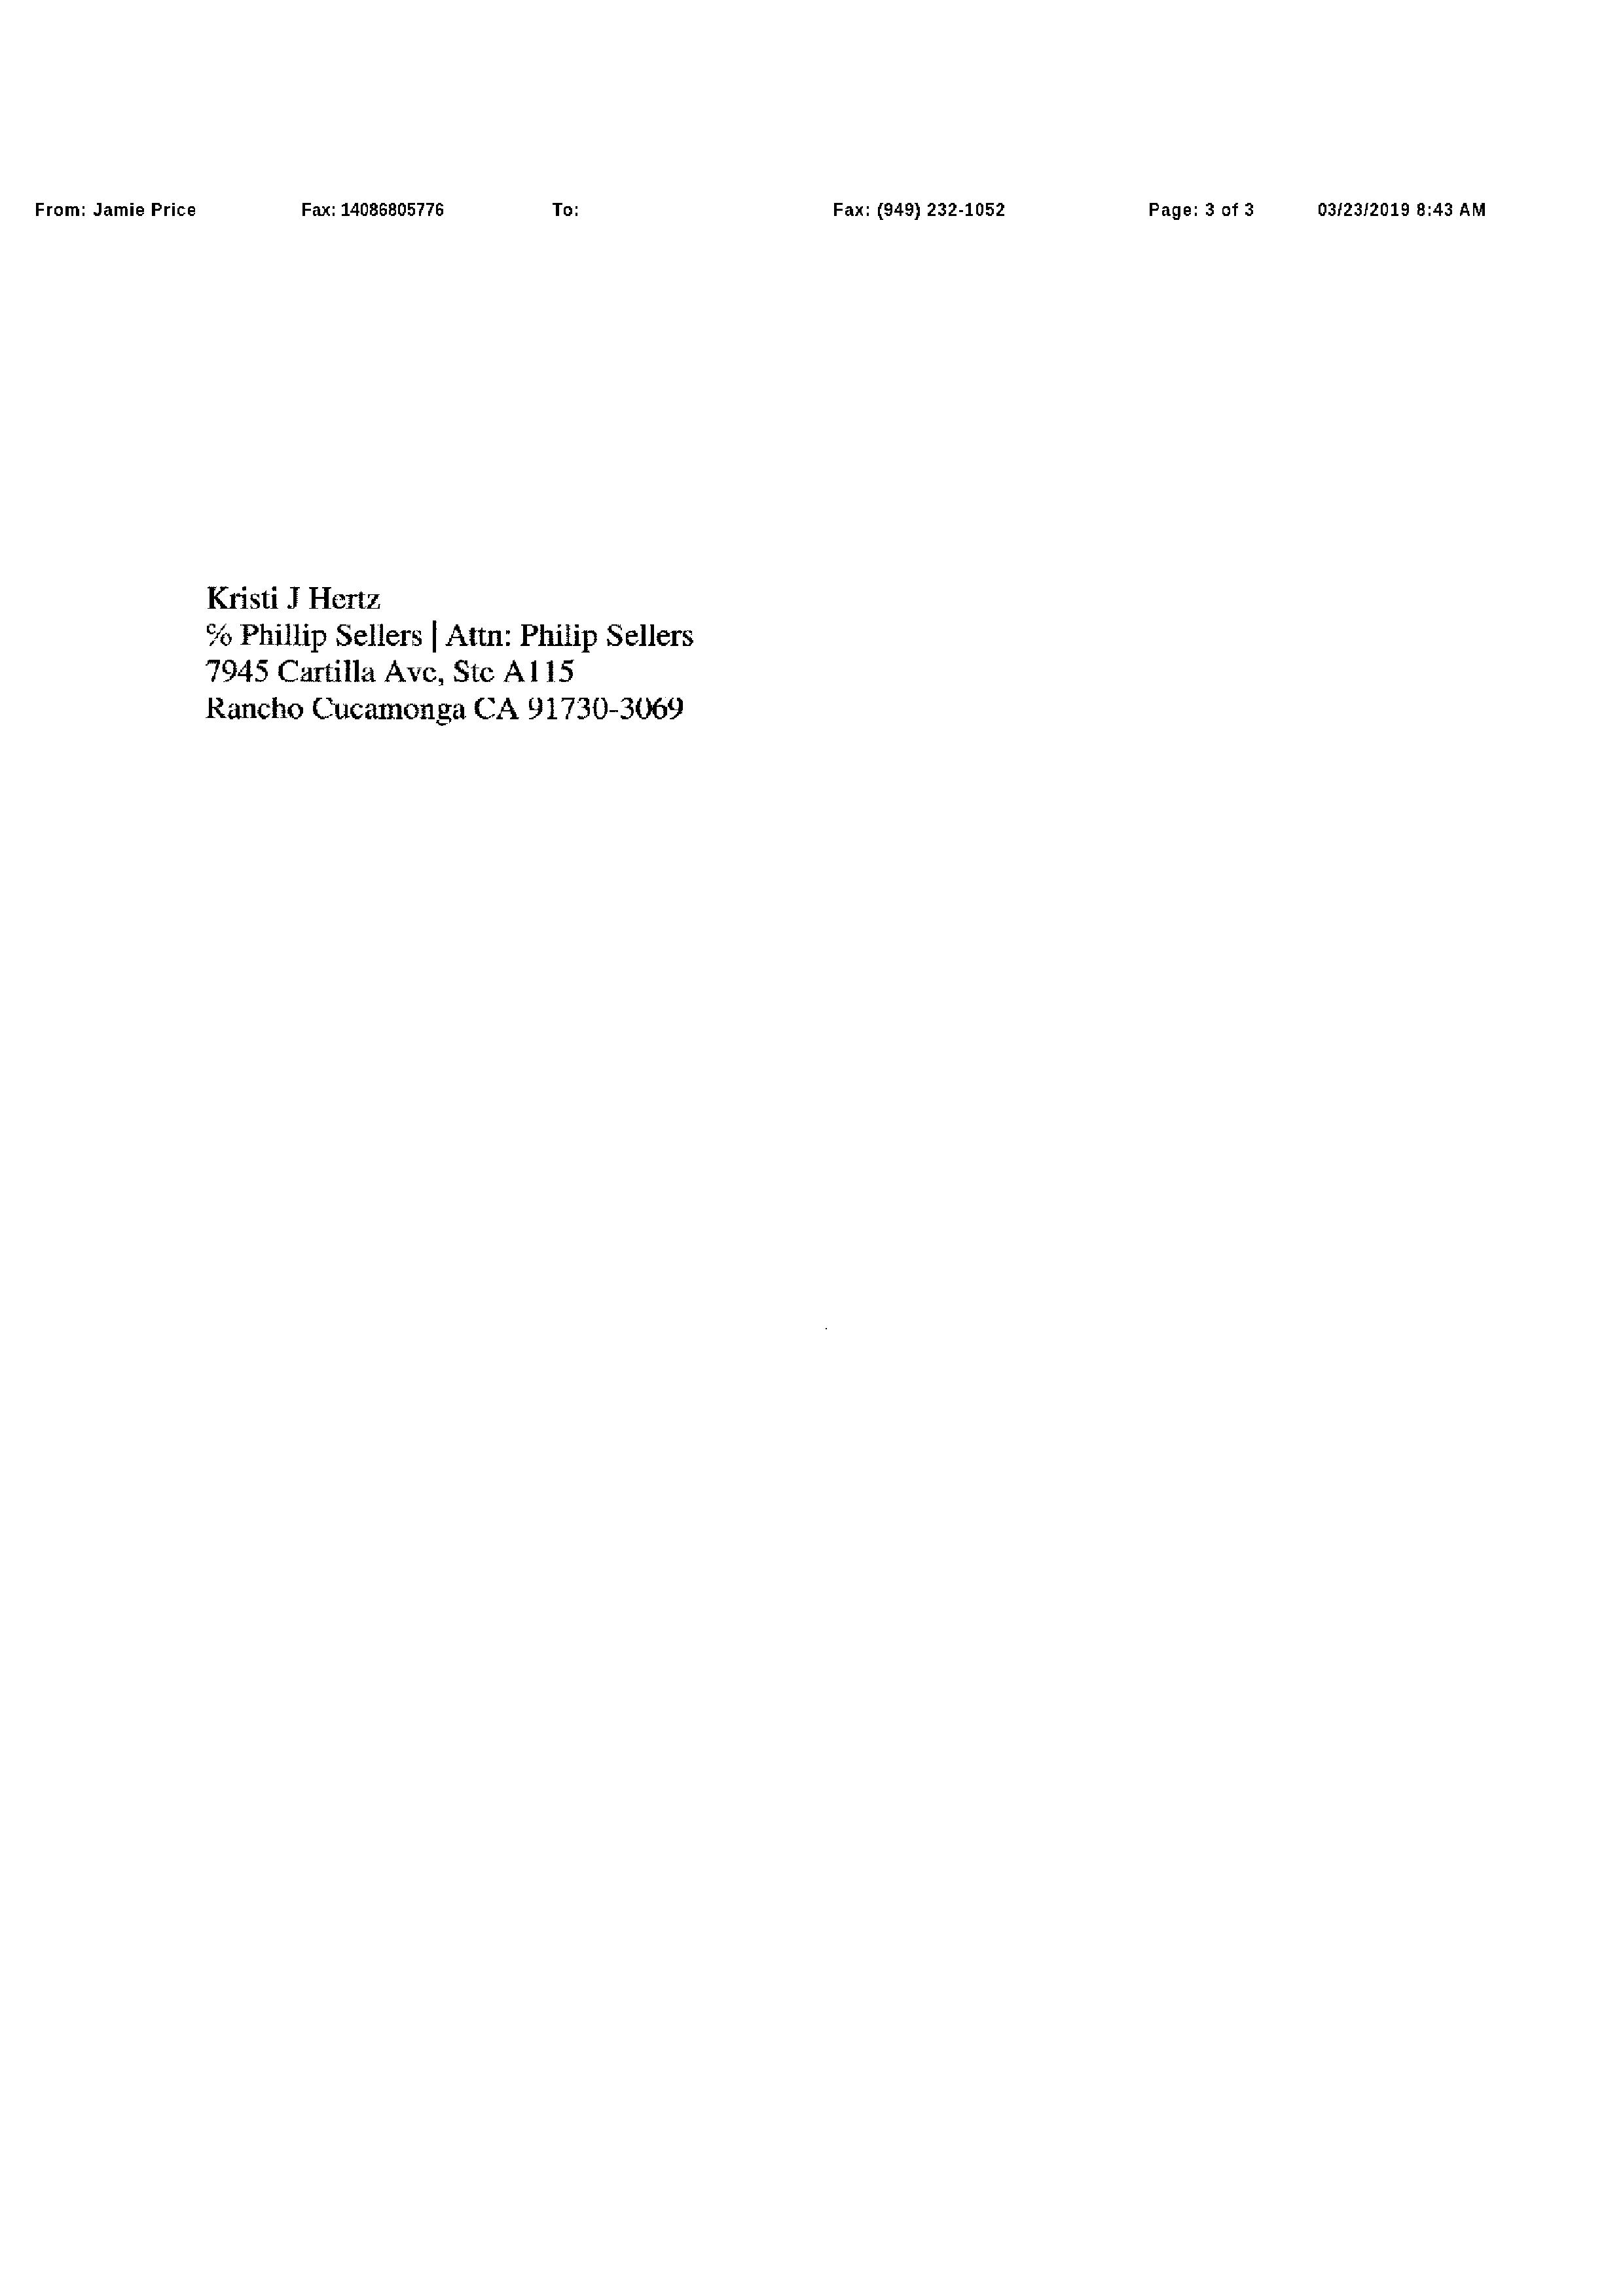 From: Jamie Price Fax: 14086805776 To: Fax: (949) 232-1052 Page: 3 of 3 03/23/2019 8:43 AM
Kristi J Hertz
℅ Phillip Sellers | Attn: Philip Sellers
7945 Cartilla Ave, Ste A115
Rancho Cucamonga CA 91730-3069